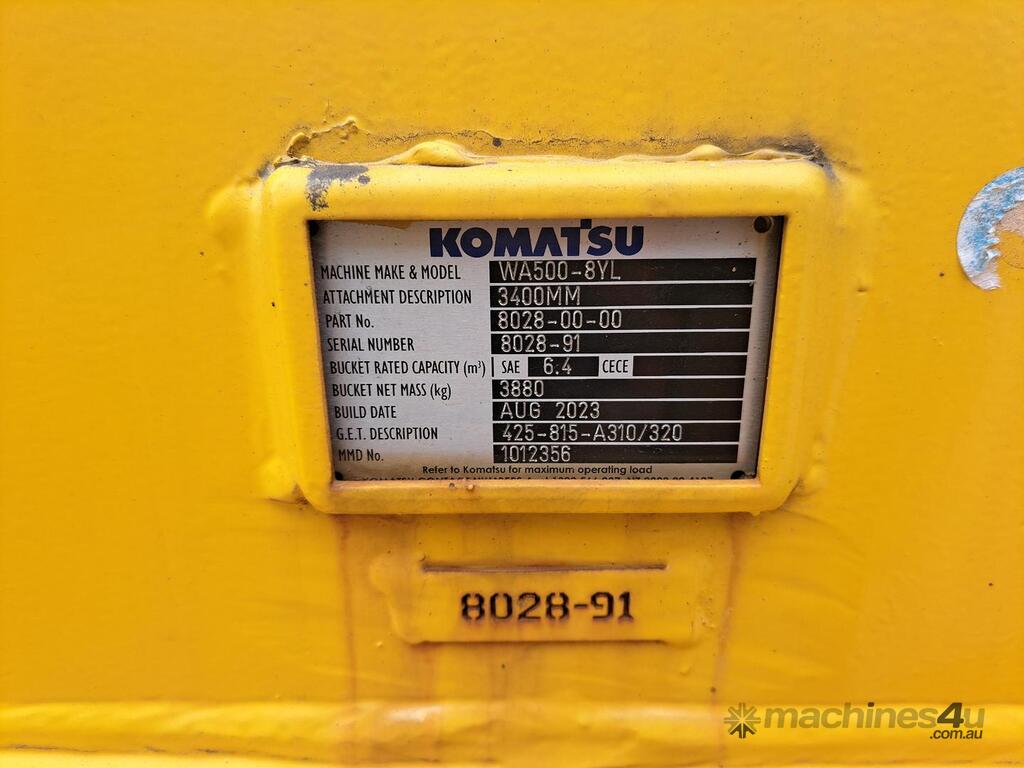 KOMATSU
MACHINE MAKE & MODEL WA500-8YL
ATTACHMENT DESCRIPTION 3400MM
PART No. 8028-00-00
SERIAL NUMBER 8028-91
BUCKET RATED CAPACITY (m³) SAE 6.4 CECE
BUCKET NET MASS (kg) 3880
BUILD DATE AUG 2023
G.E.T. DESCRIPTION 425-815-A310/320
MMD No. 1012356
Refer to Komatsu for maximum operating load
8028-91
machines4u
.com.au